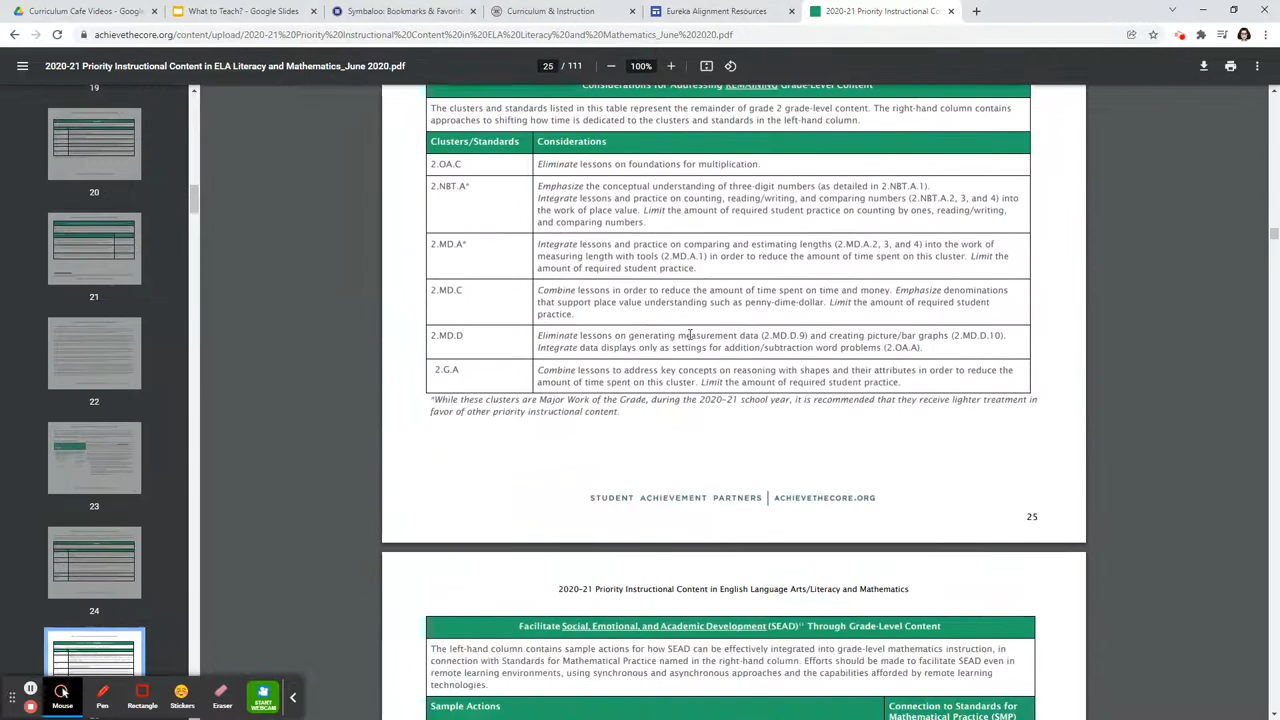 Curriculum Cafe Videos - Google
What to Teach? - Google Slides
Symbaloo: Bookmarks & Favorite
Curriculum & Instruction
Eureka Alignment Resources
2020-21 Priority Instructional Con
achievethecore.org/content/upload/2020-21%20Priority%20Instructional%20Content%20in%20ELA%20Literacy%20and%20Mathematics_June%202020.pdf
2020-21 Priority Instructional Content in ELA Literacy and Mathematics_June 2020.pdf
25 / 111
100%
19
20
21
22
23
24
Considerations for Addressing REMAINING Grade-Level Content
The clusters and standards listed in this table represent the remainder of grade 2 grade-level content. The right-hand column contains
approaches to shifting how time is dedicated to the clusters and standards in the left-hand column.
Clusters/Standards Considerations
2.OA.C Eliminate lessons on foundations for multiplication.
2.NBT.A* Emphasize the conceptual understanding of three-digit numbers (as detailed in 2.NBT.A.1).
Integrate lessons and practice on counting, reading/writing, and comparing numbers (2.NBT.A.2, 3, and 4) into
the work of place value. Limit the amount of required student practice on counting by ones, reading/writing,
and comparing numbers.
2.MD.A* Integrate lessons and practice on comparing and estimating lengths (2.MD.A.2, 3, and 4) into the work of
measuring length with tools (2.MD.A.1) in order to reduce the amount of time spent on this cluster. Limit the
amount of required student practice.
2.MD.C Combine lessons in order to reduce the amount of time spent on time and money. Emphasize denominations
that support place value understanding such as penny-dime-dollar. Limit the amount of required student
practice.
2.MD.D Eliminate lessons on generating measurement data (2.MD.D.9) and creating picture/bar graphs (2.MD.D.10).
Integrate data displays only as settings for addition/subtraction word problems (2.OA.A).
2.G.A Combine lessons to address key concepts on reasoning with shapes and their attributes in order to reduce the
amount of time spent on this cluster. Limit the amount of required student practice.
*While these clusters are Major Work of the Grade, during the 2020-21 school year, it is recommended that they receive lighter treatment in
favor of other priority instructional content.
STUDENT ACHIEVEMENT PARTNERS | ACHIEVETHECORE.ORG
25
2020-21 Priority Instructional Content in English Language Arts/Literacy and Mathematics
Facilitate Social, Emotional, and Academic Development (SEAD) Through Grade-Level Content
The left-hand column contains sample actions for how SEAD can be effectively integrated into grade-level mathematics instruction, in
connection with Standards for Mathematical Practice named in the right-hand column. Efforts should be made to facilitate SEAD even in
remote learning environments, using synchronous and asynchronous approaches and the capabilities afforded by remote learning
technologies.
Sample Actions Connection to Standards for
Mathematical Practice (SMP)
Mouse
Pen
Rectangle
Stickers
Eraser
START
WEBCAM